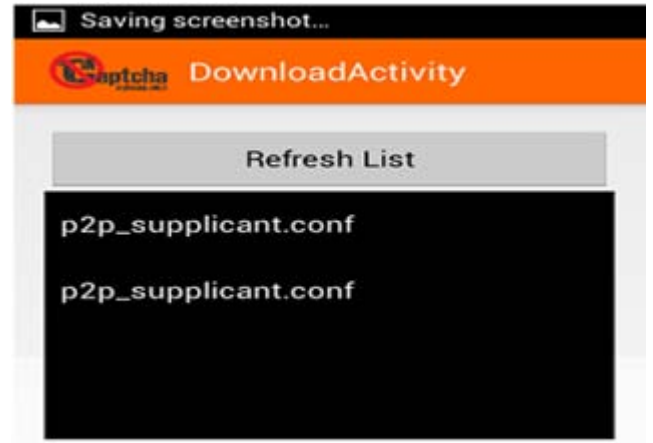 Saving screenshot...
Captcha DownloadActivity
Refresh List
p2p_supplicant.conf
p2p_supplicant.conf